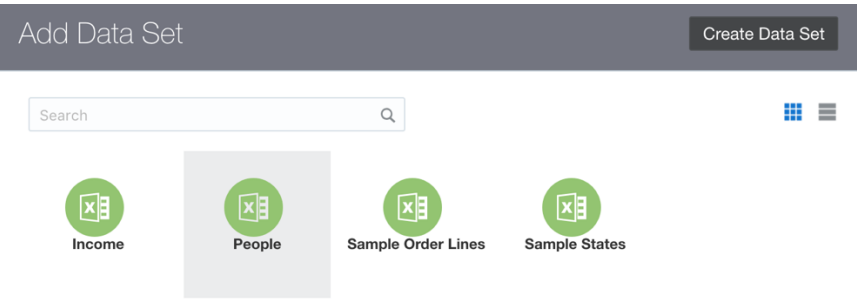 Add Data Set
Create Data Set
Search
Income
People
Sample Order Lines
Sample States